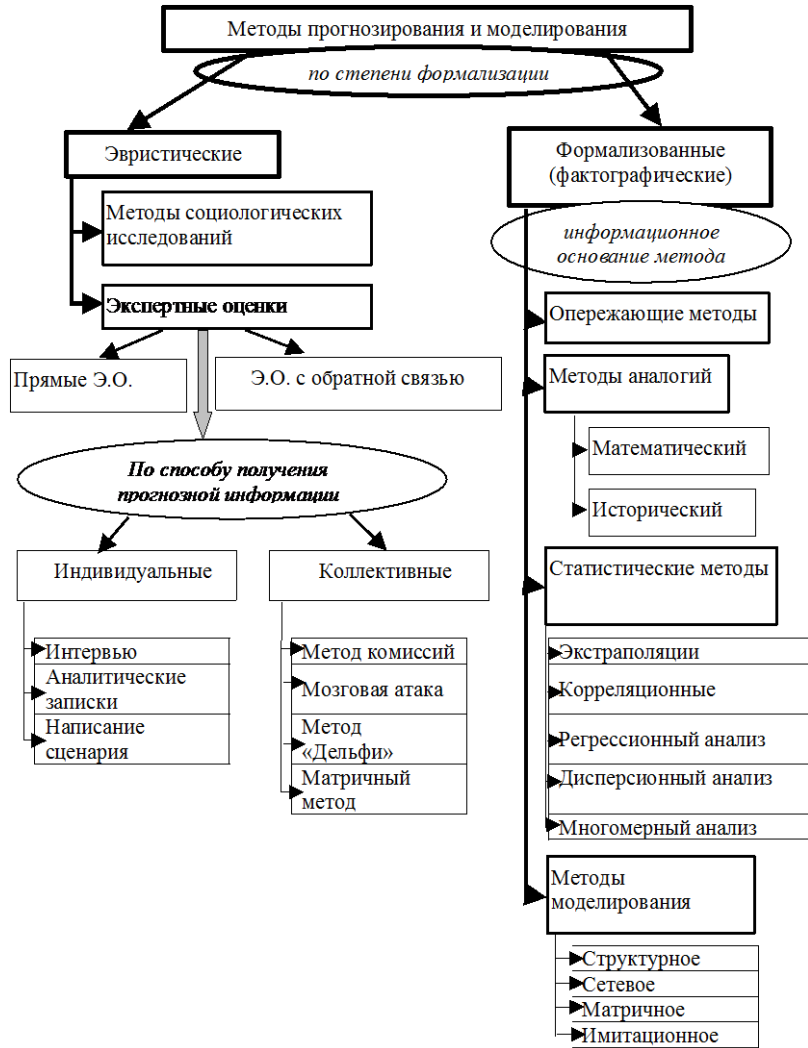 Методы прогнозирования и моделирования
по степени формализации
Эвристические
Методы социологических
исследований
Экспертные оценки
Прямые Э.О.
Э.О. с обратной связью
По способу получения
прогнозной информации
Индивидуальные
Интервью
Аналитические
записки
Написание
сценария
Коллективные
Метод комиссий
Мозговая атака
Метод
«Дельфи»
Матричный
метод
Формализованные
(фактографические)
информационное
основание метода
Опережающие методы
Методы аналогий
Математический
Исторический
Статистические методы
Экстраполяции
Корреляционные
Регрессионный анализ
Дисперсионный анализ
Многомерный анализ
Методы
моделирования
Структурное
Сетевое
Матричное
Имитационное